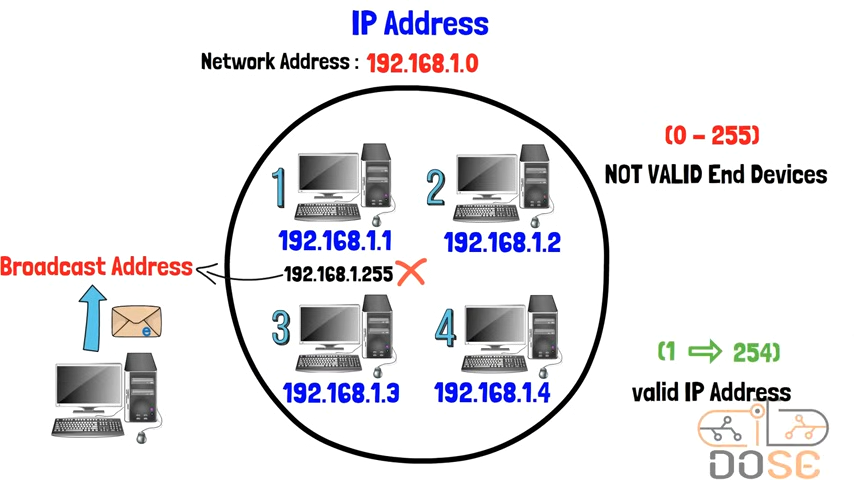 IP Address
Network Address : 192.168.1.0
(0 - 255)
NOT VALID End Devices
1
2
192.168.1.1
192.168.1.2
Broadcast Address
192.168.1.255
3
4
192.168.1.3
192.168.1.4
(1 ⇨ 254)
valid IP Address
DOSE